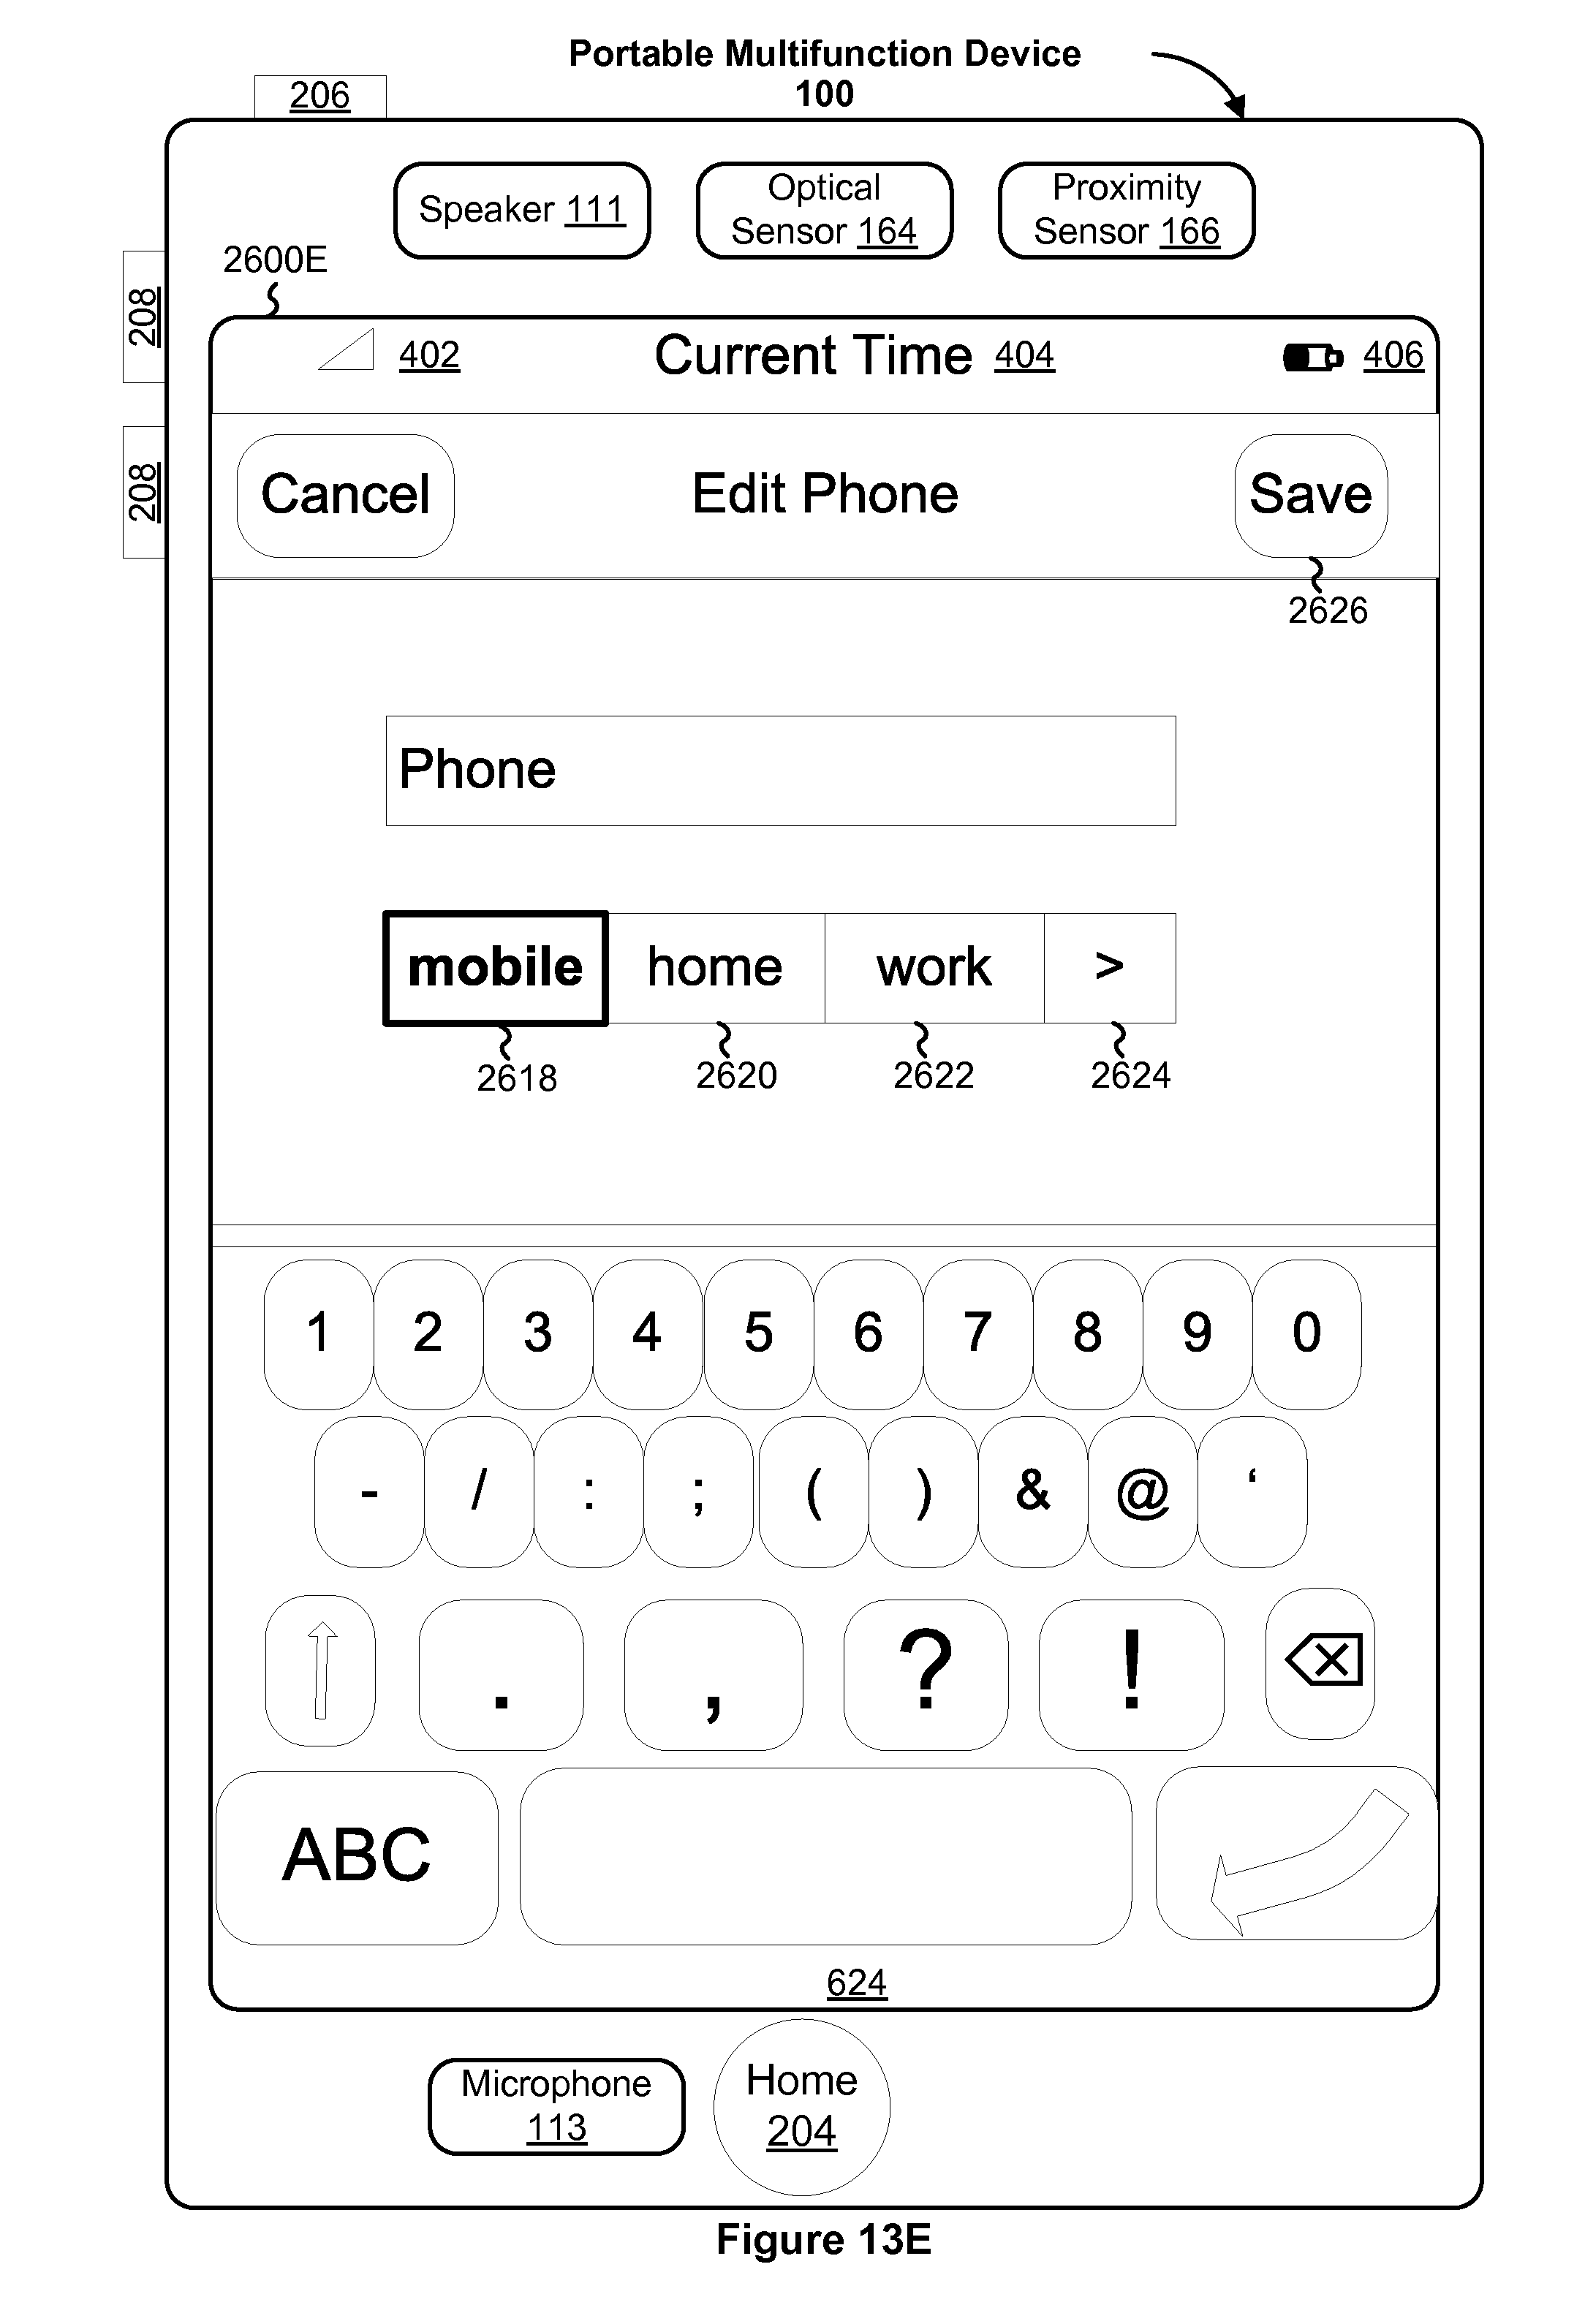 Portable Multifunction Device
100
206
Speaker 111
Optical
Sensor 164
Proximity
Sensor 166
2600E
208
402
Current Time 404
406
208
Cancel
Edit Phone
Save
2626
Phone
mobile
home
work
>
2618
2620
2622
2624
1 2 3 4 5 6 7 8 9 0
- / : ; ( ) & @ ‘
. , ? !
ABC
624
Microphone
113
Home
204
Figure 13E